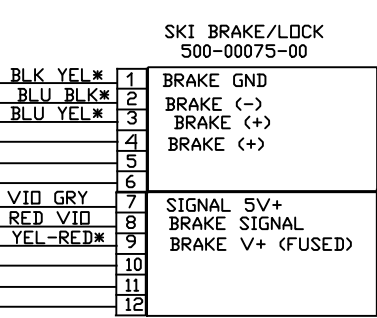 SKI BRAKE/LOCK
500-00075-00
BLK YEL* 1 BRAKE GND
BLU BLK* 2 BRAKE (-)
BLU YEL* 3 BRAKE (+)
4 BRAKE (+)
5
6
VIO GRY 7 SIGNAL 5V+
RED VIO 8 BRAKE SIGNAL
YEL-RED* 9 BRAKE V+ (FUSED)
10
11
12